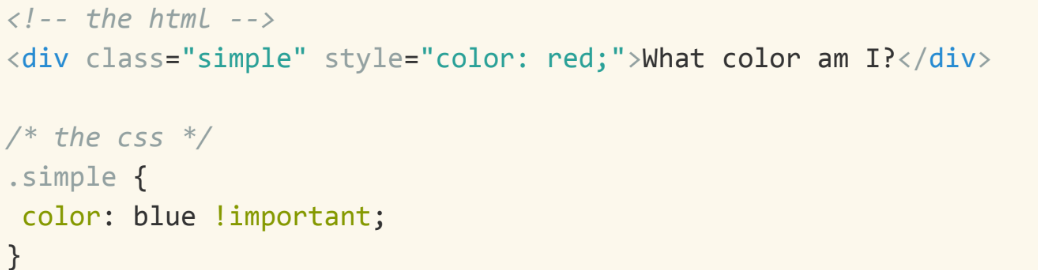 <!-- the html -->
<div class="simple" style="color: red;">What color am I?</div>
/* the css */
.simple {
color: blue !important;
}